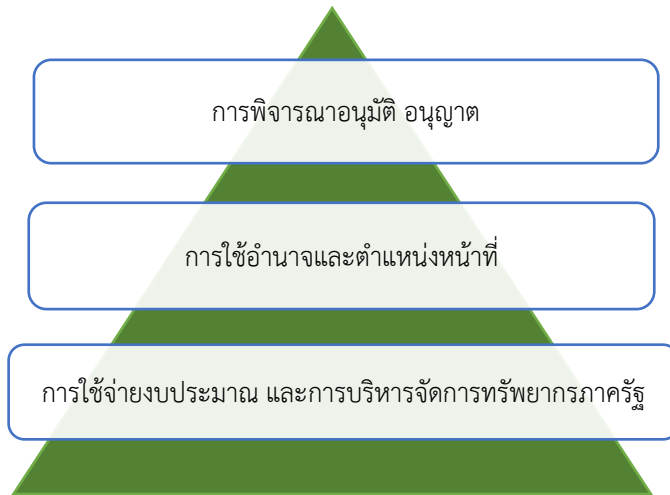 การพิจารณาอนุมัติ อนุญาต
การใช้อำนาจและตำแหน่งหน้าที่
การใช้จ่ายงบประมาณ และการบริหารจัดการทรัพยากรภาครัฐ